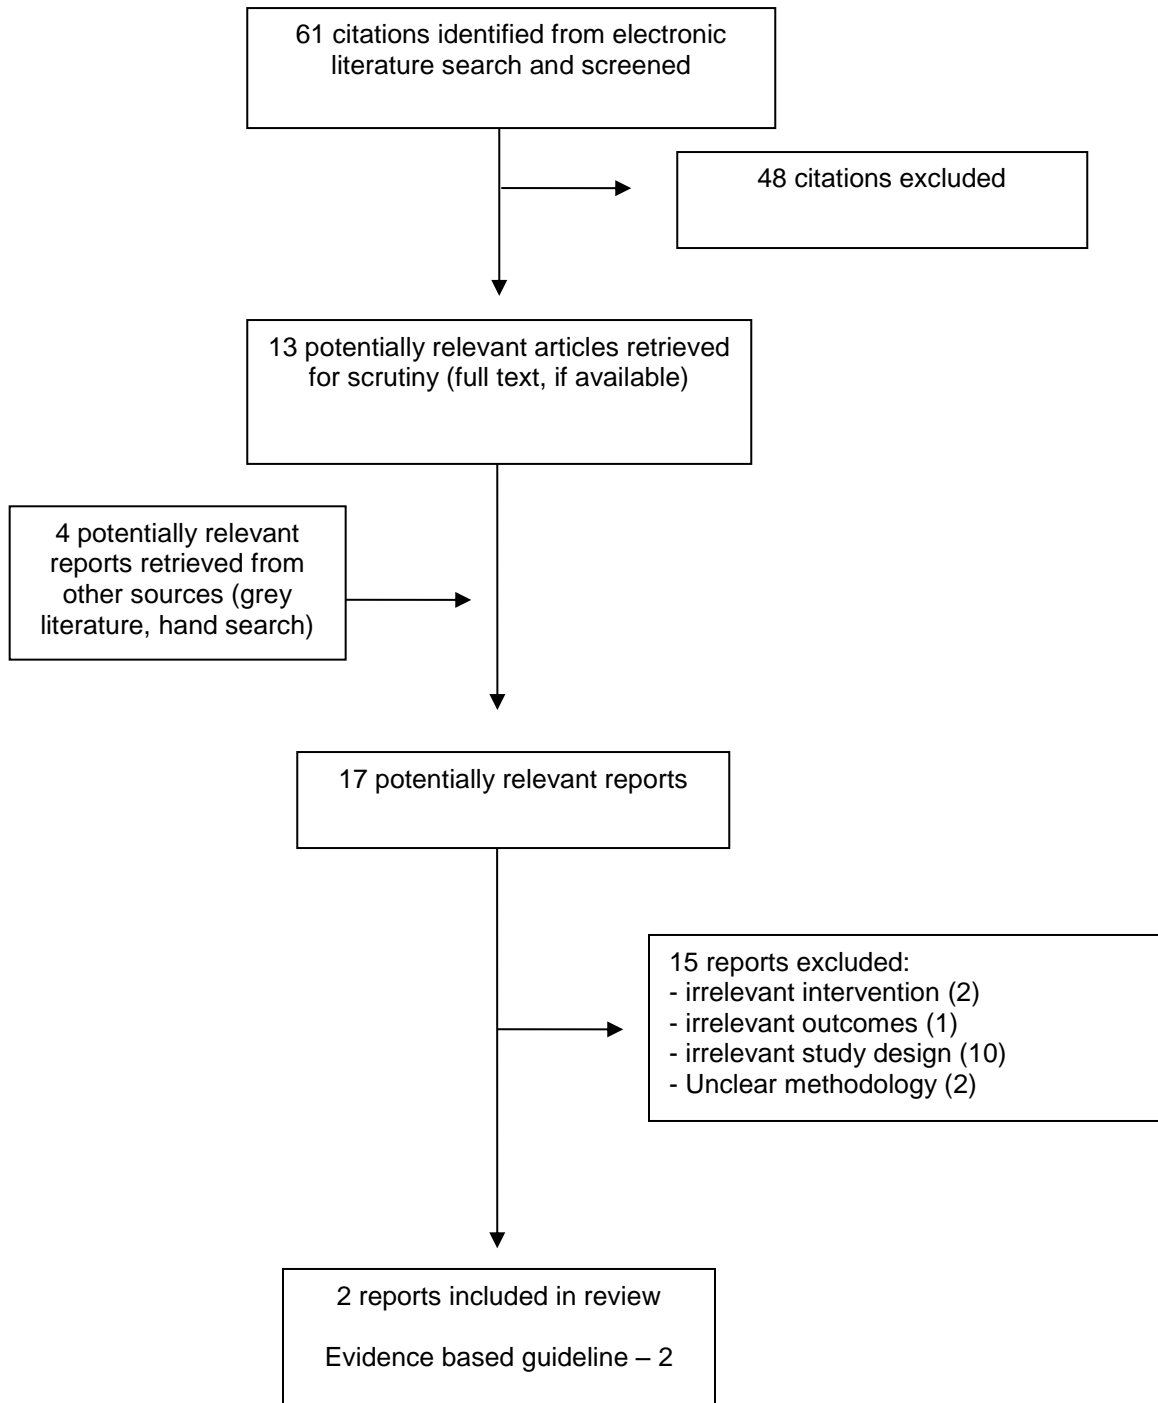 61 citations identified from electronic
literature search and screened
48 citations excluded
13 potentially relevant articles retrieved
for scrutiny (full text, if available)
4 potentially relevant
reports retrieved from
other sources (grey
literature, hand search)
17 potentially relevant reports
15 reports excluded:
- irrelevant intervention (2)
- irrelevant outcomes (1)
- irrelevant study design (10)
- Unclear methodology (2)
2 reports included in review
Evidence based guideline – 2